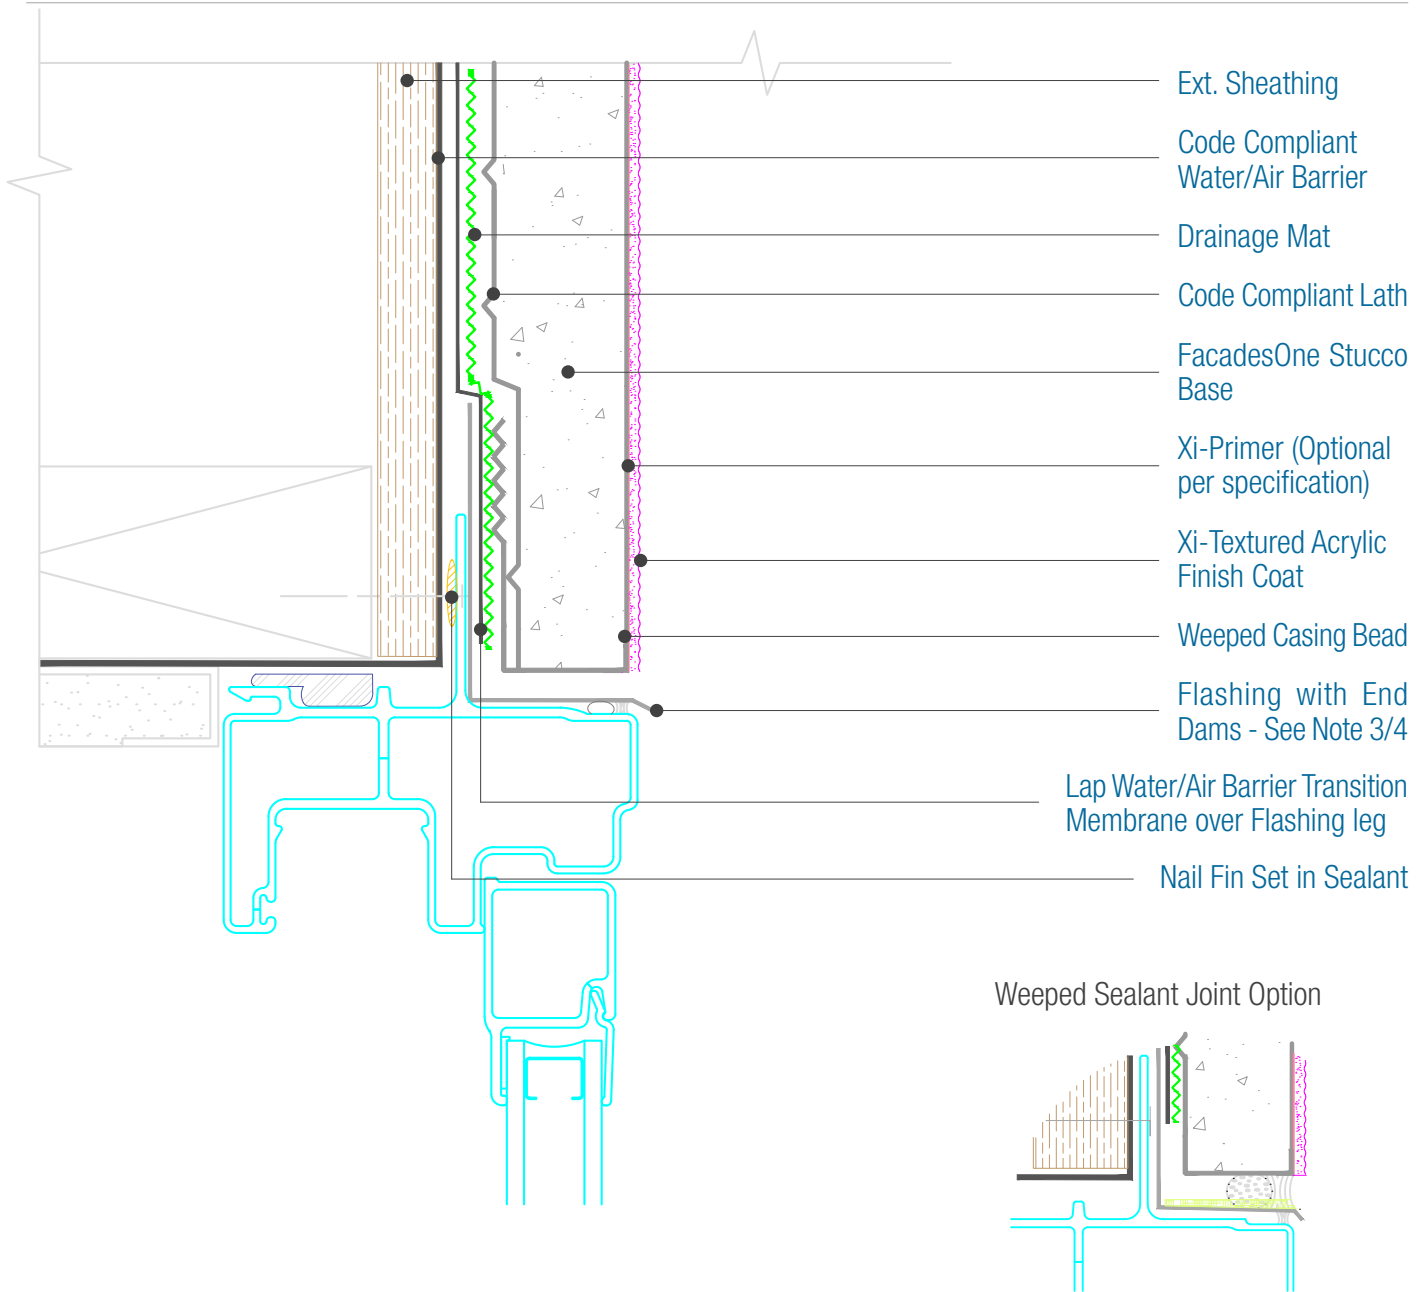 Ext. Sheathing
Code Compliant
Water/Air Barrier
Drainage Mat
Code Compliant Lath
FacadesOne Stucco
Base
Xi-Primer (Optional
per specification)
Xi-Textured Acrylic
Finish Coat
Weeped Casing Bead
Flashing with End
Dams - See Note 3/4
Lap Water/Air Barrier Transition
Membrane over Flashing leg
Nail Fin Set in Sealant
Weeped Sealant Joint Option